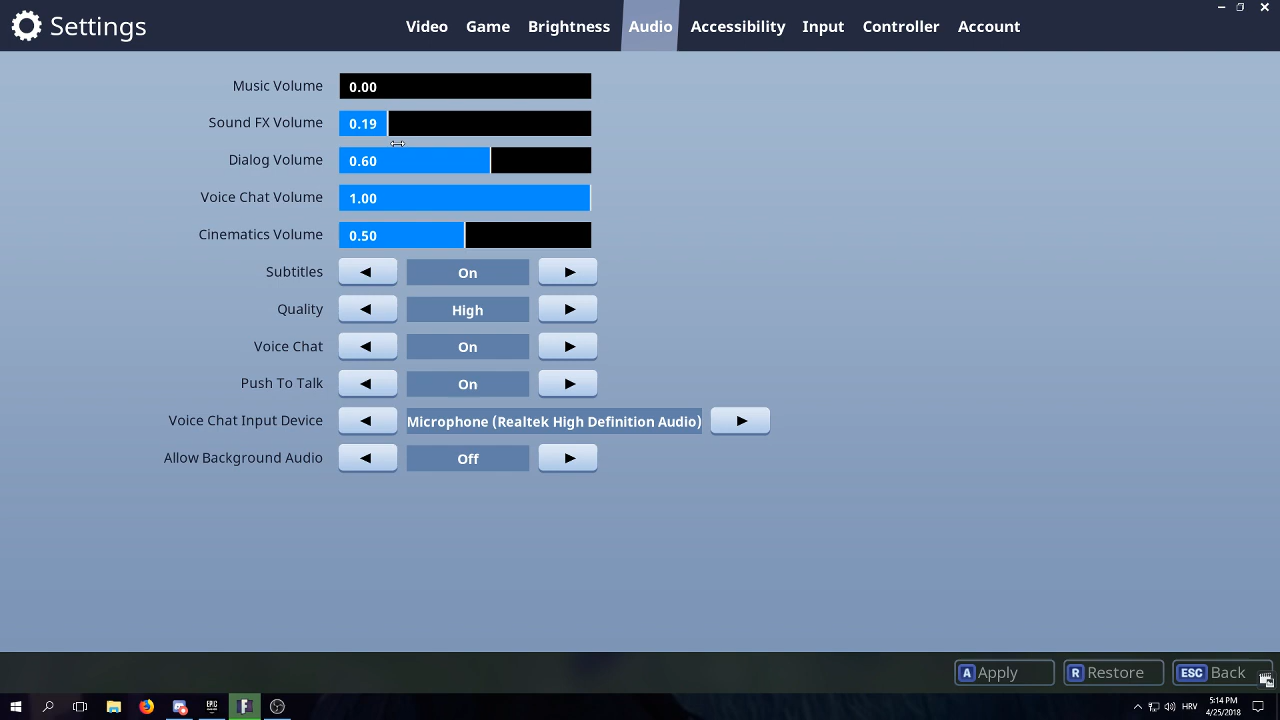 Settings
Video Game Brightness Audio Accessibility Input Controller Account
Music Volume 0.00
Sound FX Volume 0.19
Dialog Volume 0.60
Voice Chat Volume 1.00
Cinematics Volume 0.50
Subtitles On
Quality High
Voice Chat On
Push To Talk On
Voice Chat Input Device Microphone (Realtek High Definition Audio)
Allow Background Audio Off
A Apply R Restore ESC Back
EPIC F HRV 5:14 PM
4/25/2018